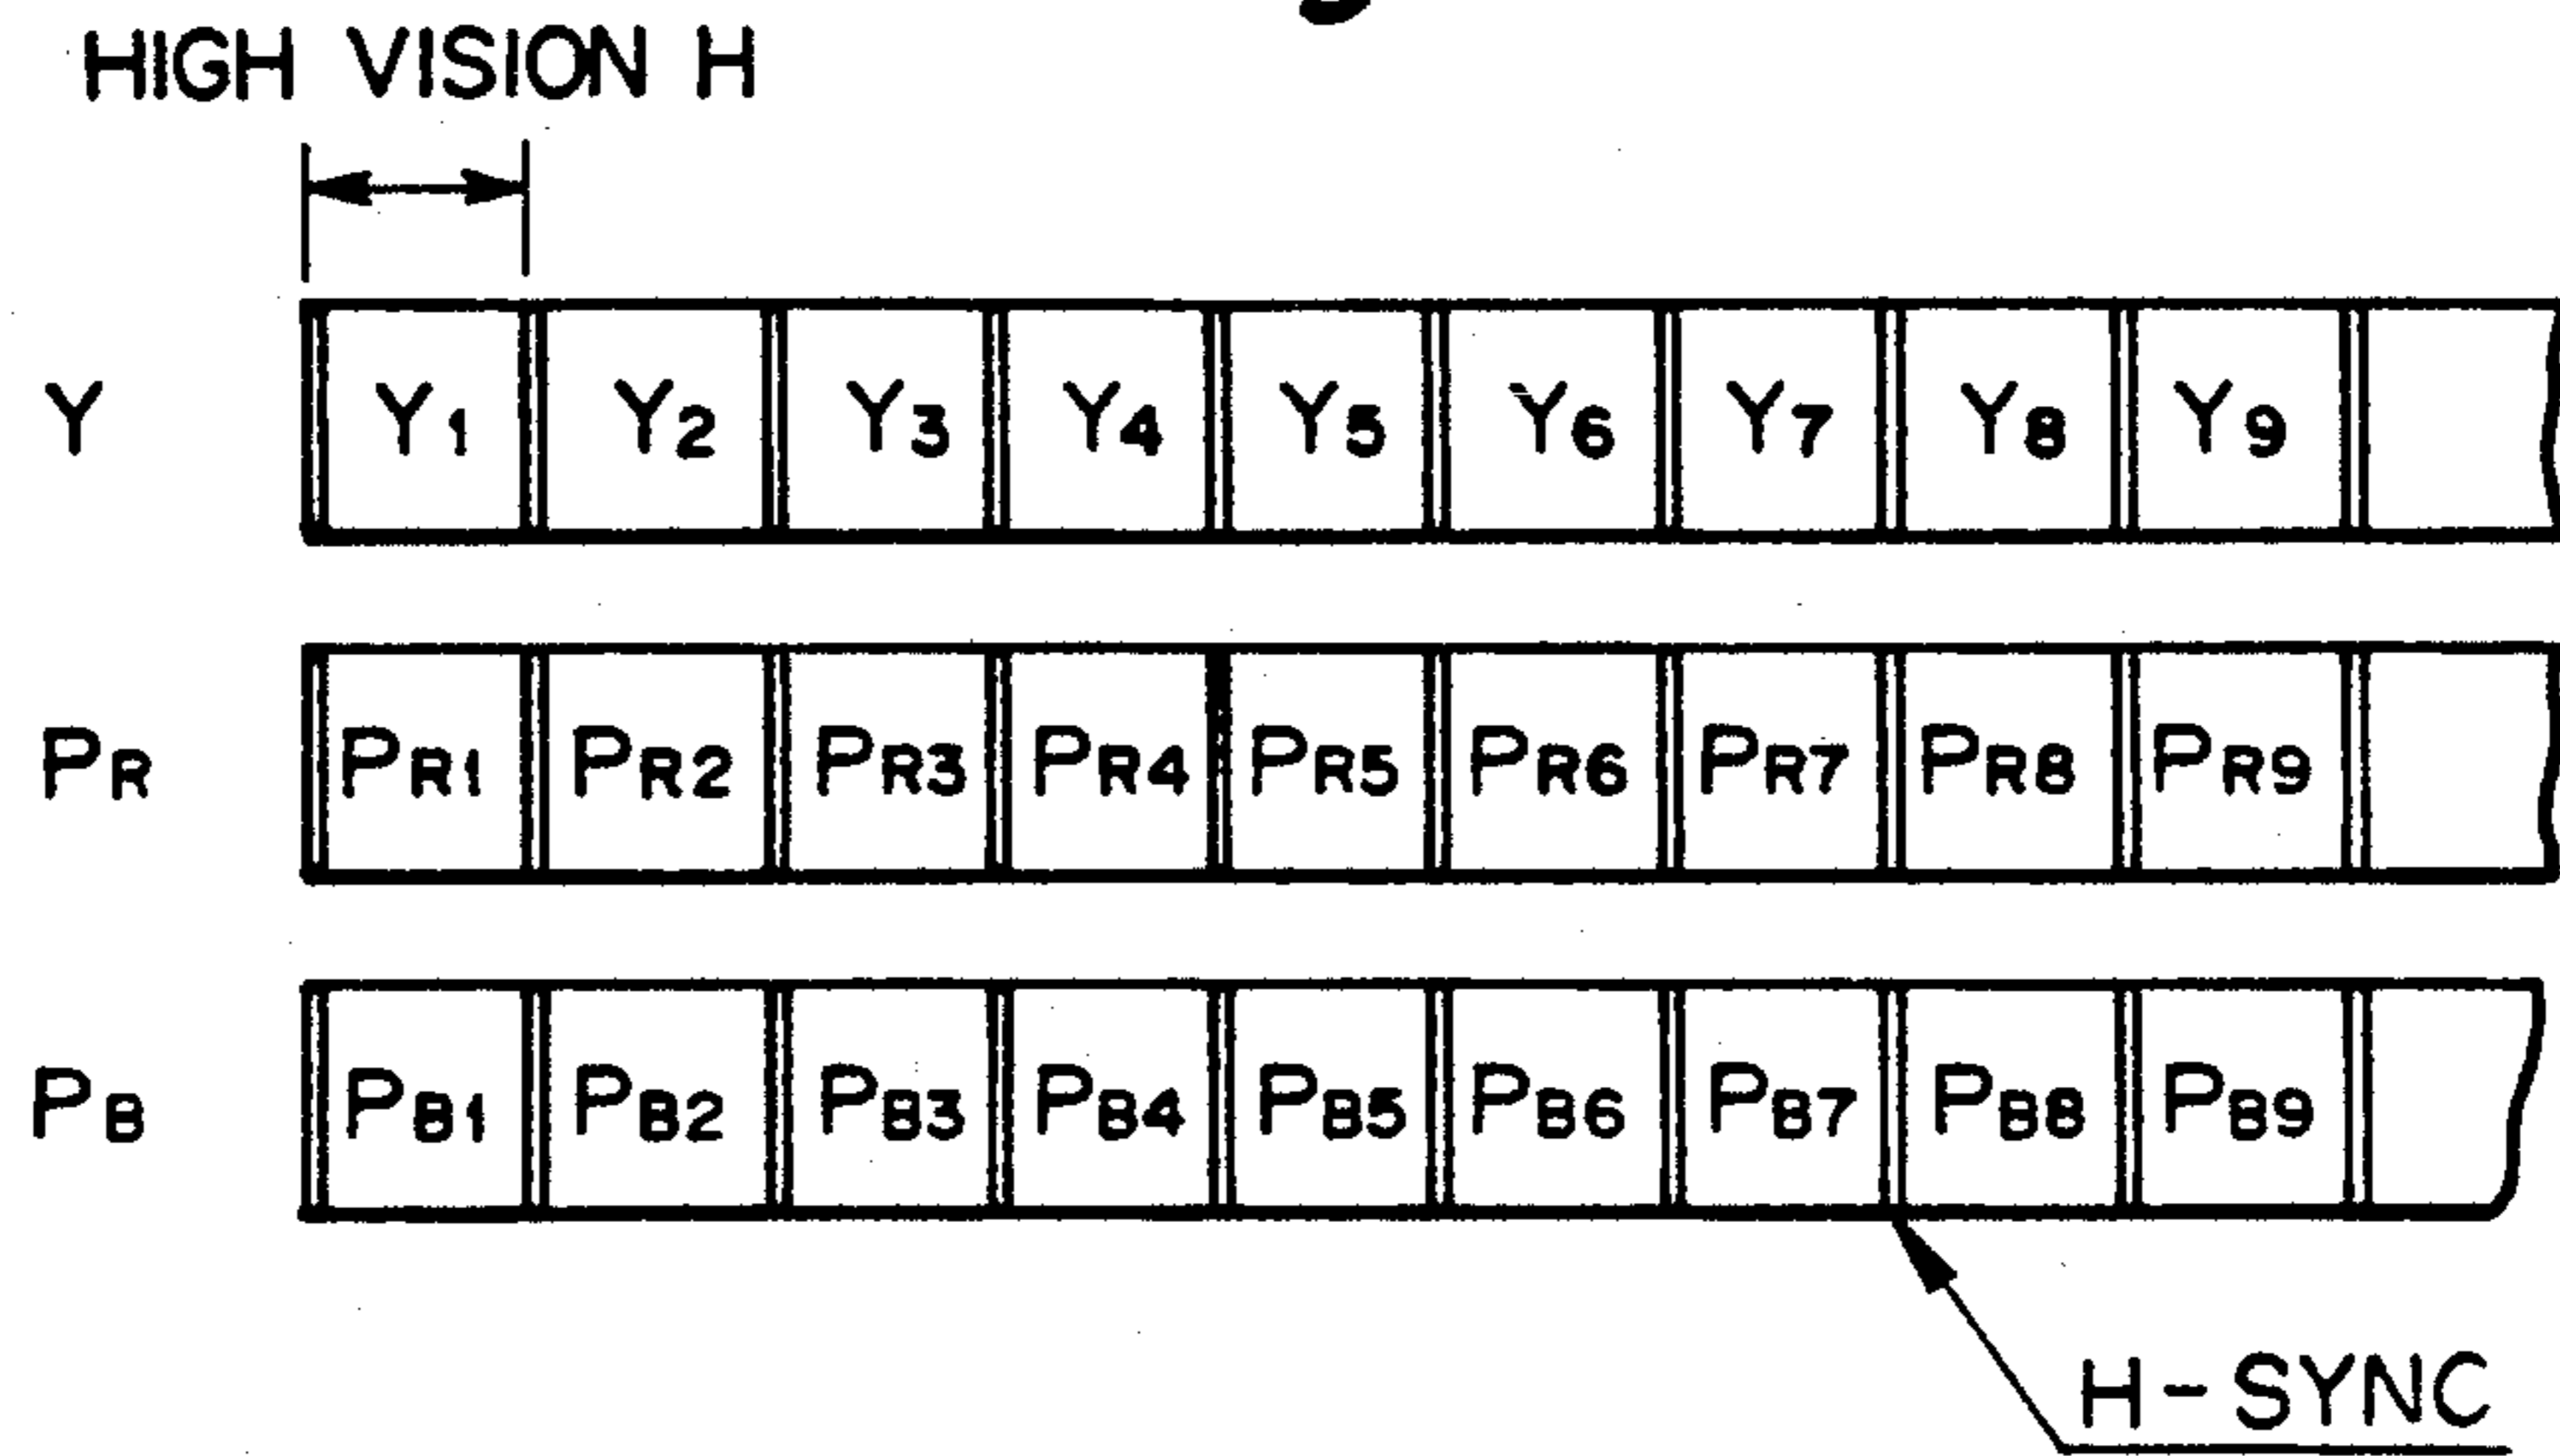 HIGH VISION H
Y Y1 Y2 Y3 Y4 Y5 Y6 Y7 Y8 Y9
PR PR1 PR2 PR3 PR4 PR5 PR6 PR7 PR8 PR9
PB PB1 PB2 PB3 PB4 PB5 PB6 PB7 PB8 PB9
H-SYNC